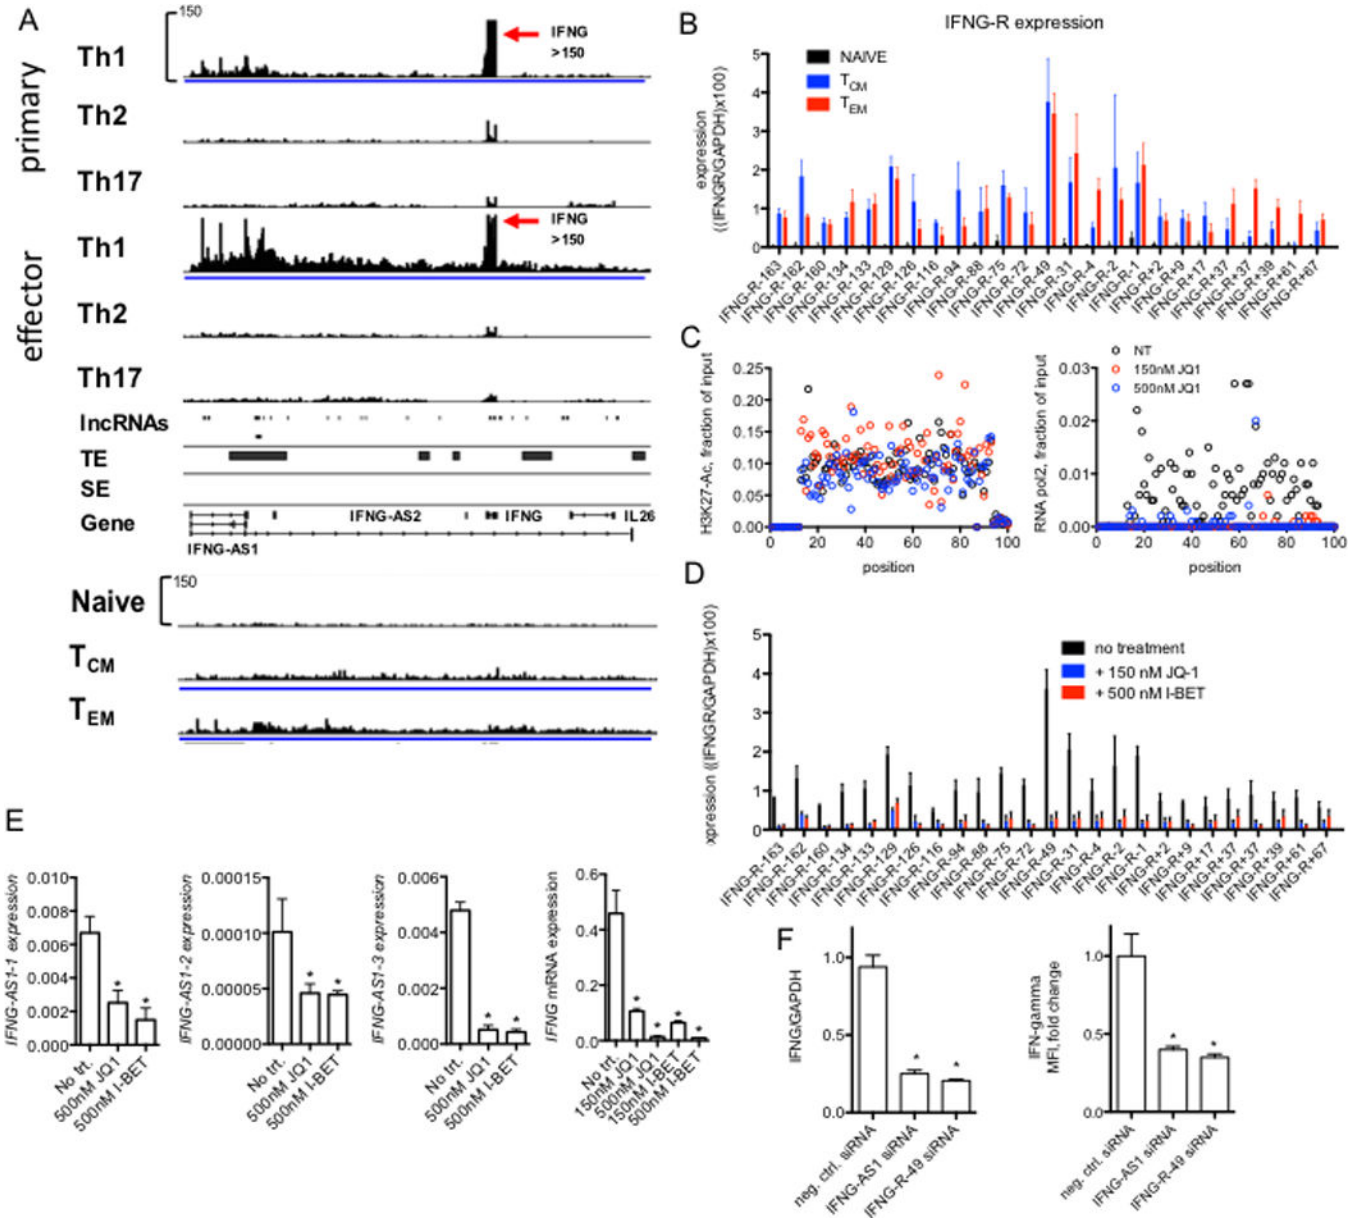 A
150
primary
Th1
IFNG
>150
Th2
Th17
effector
Th1
IFNG
>150
Th2
Th17
lncRNAs
TE
SE
Gene
IFNG-AS2
IFNG
IL26
IFNG-AS1
150
Naive
TCM
TEM
B
IFNG-R expression
NAIVE
TCM
TEM
expression
((IFNGR/GAPDH)x100)
5
4
3
2
1
0
IFNG-R-163
IFNG-R-162
IFNG-R-160
IFNG-R-134
IFNG-R-133
IFNG-R-129
IFNG-R-126
IFNG-R-116
IFNG-R-94
IFNG-R-88
IFNG-R-75
IFNG-R-72
IFNG-R-49
IFNG-R-31
IFNG-R-4
IFNG-R-2
IFNG-R-1
IFNG-R+2
IFNG-R+9
IFNG-R+17
IFNG-R+37
IFNG-R+37
IFNG-R+39
IFNG-R+61
IFNG-R+67
C
H3K27-Ac, fraction of input
0.25
0.20
0.15
0.10
0.05
0.00
0 20 40 60 80 100
position
NT
150nM JQ1
500nM JQ1
RNA pol2, fraction of input
0.03
0.02
0.01
0.00
0 20 40 60 80 100
position
D
xpression ((IFNGR/GAPDH)x100)
no treatment
+ 150 nM JQ-1
+ 500 nM I-BET
5
4
3
2
1
0
IFNG-R-163
IFNG-R-162
IFNG-R-160
IFNG-R-134
IFNG-R-133
IFNG-R-129
IFNG-R-126
IFNG-R-116
IFNG-R-94
IFNG-R-88
IFNG-R-75
IFNG-R-72
IFNG-R-49
IFNG-R-31
IFNG-R-4
IFNG-R-2
IFNG-R-1
IFNG-R+2
IFNG-R+9
IFNG-R+17
IFNG-R+37
IFNG-R+37
IFNG-R+39
IFNG-R+61
IFNG-R+67
E
IFNG-AS1-1 expression
0.010
0.008
0.006
0.004
0.002
0.000
* *
No trt.
500nM JQ1
500nM I-BET
IFNG-AS1-2 expression
0.00015
0.00010
0.00005
0.00000
* *
No trt.
500nM JQ1
500nM I-BET
IFNG-AS1-3 expression
0.006
0.004
0.002
0.000
* *
No trt.
500nM JQ1
500nM I-BET
IFNG mRNA expression
0.6
0.4
0.2
0.0
* * * *
No trt.
150nM JQ1
500nM JQ1
150nM I-BET
500nM I-BET
F
IFNG/GAPDH
1.0
0.5
0.0
* *
neg. ctrl. siRNA
IFNG-AS1 siRNA
IFNG-R-49 siRNA
IFN-gamma
MFI, fold change
1.0
0.5
0.0
* *
neg. ctrl. siRNA
IFNG-AS1 siRNA
IFNG-R-49 siRNA